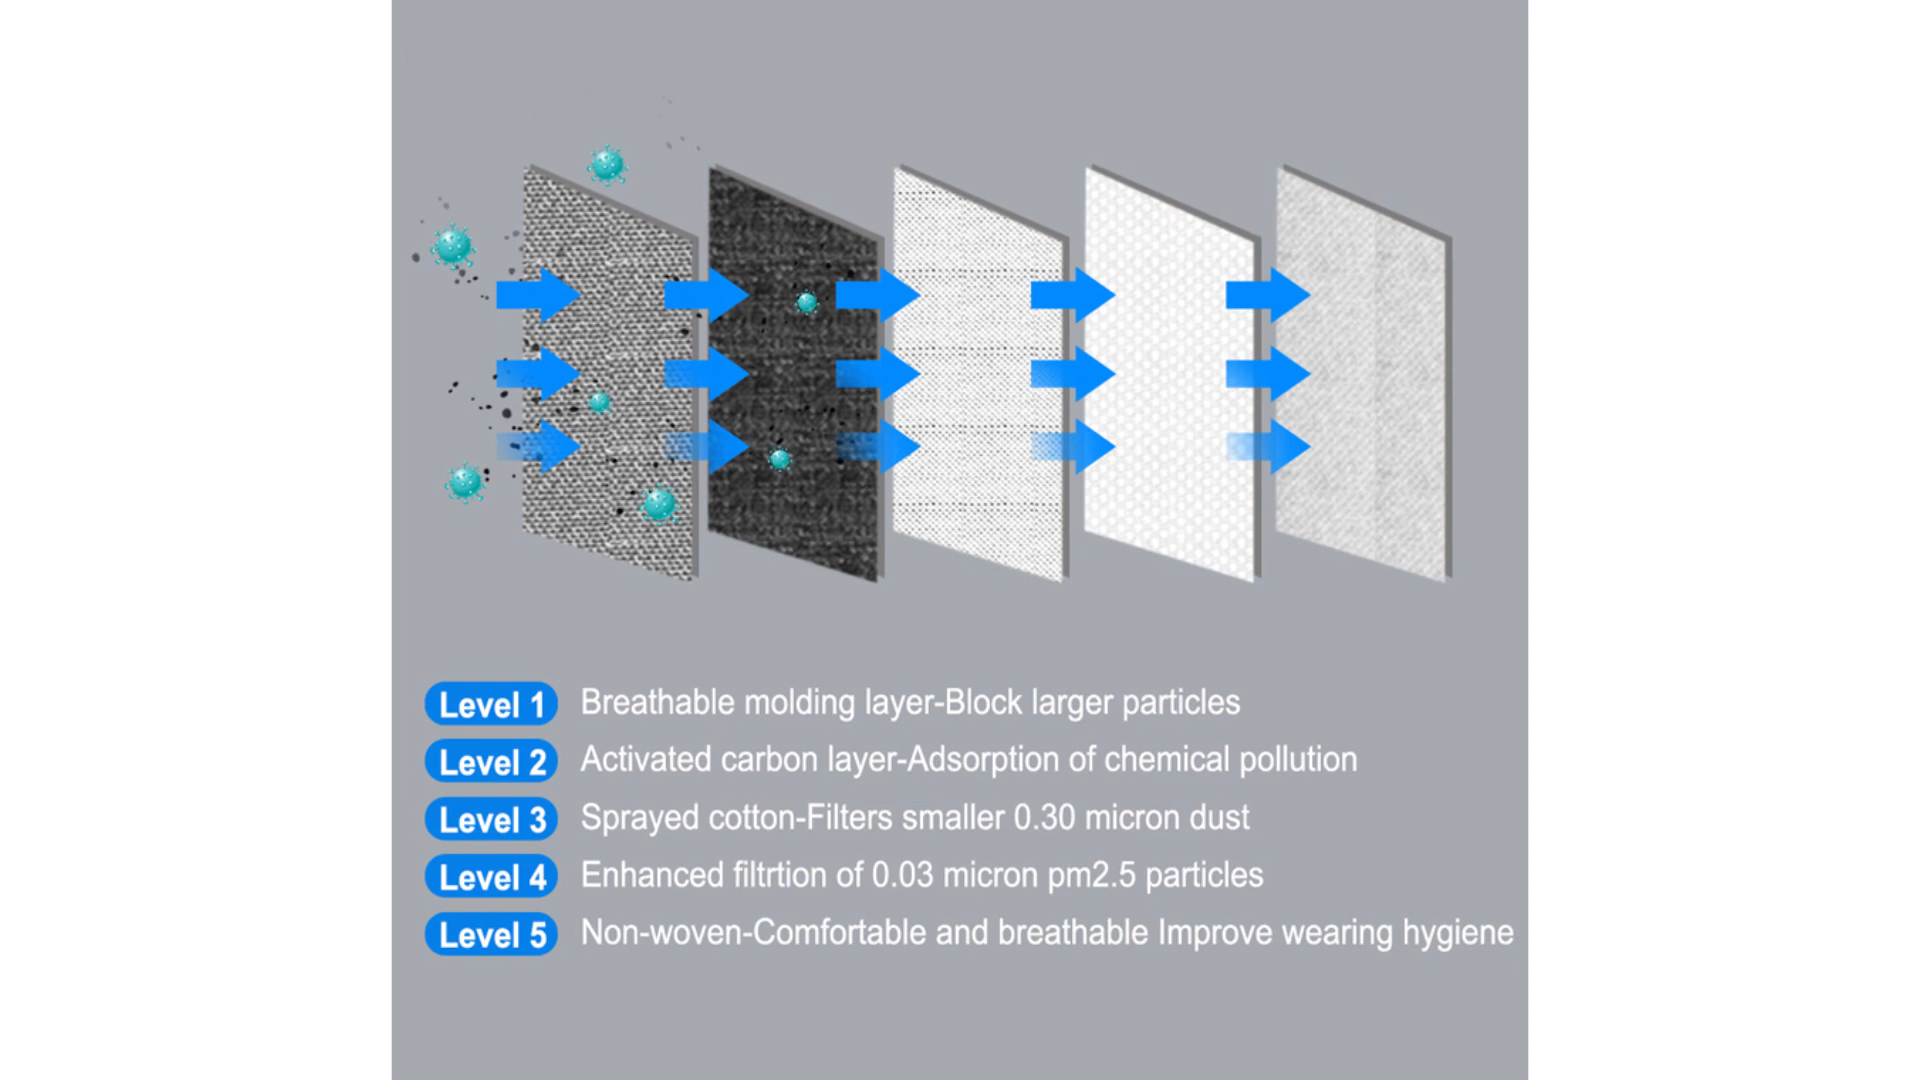 Level 1 Breathable molding layer-Block larger particles
Level 2 Activated carbon layer-Adsorption of chemical pollution
Level 3 Sprayed cotton-Filters smaller 0.30 micron dust
Level 4 Enhanced filtrtion of 0.03 micron pm2.5 particles
Level 5 Non-woven-Comfortable and breathable Improve wearing hygiene